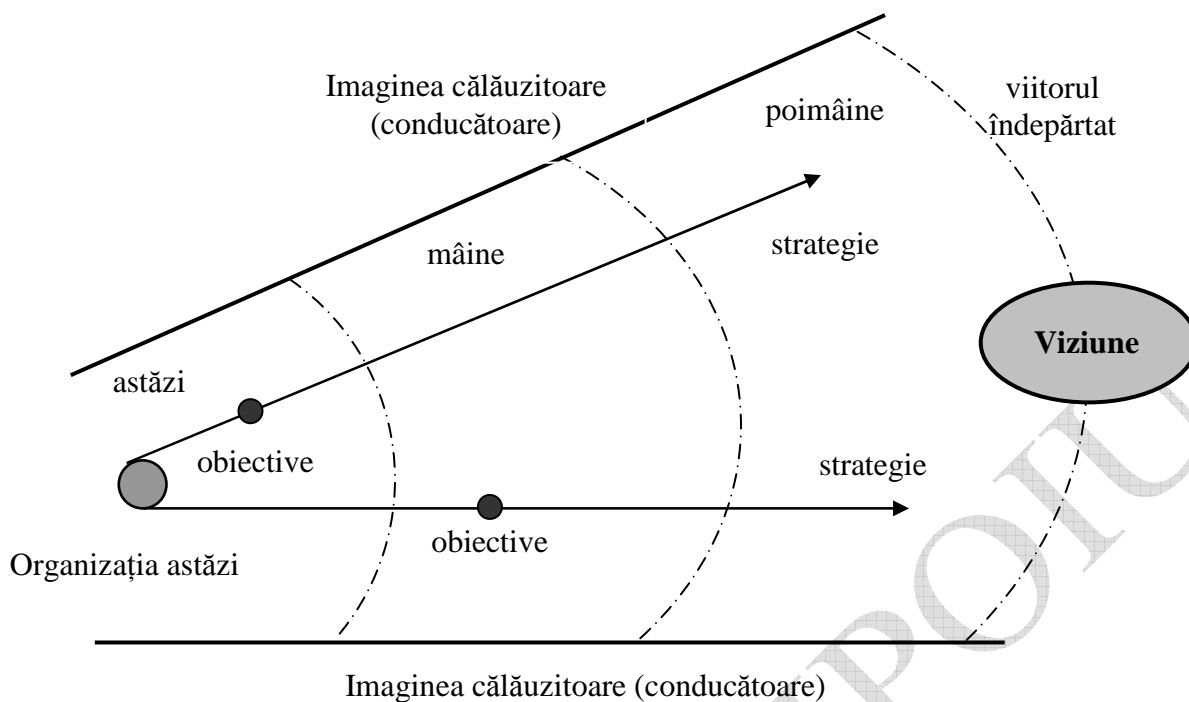 Imaginea călăuzitoare
(conducătoare)
poimâine
viitorul
îndepărtat
mâine
strategie
Viziune
astăzi
obiective
strategie
obiective
Organizația astăzi
Imaginea călăuzitoare (conducătoare)